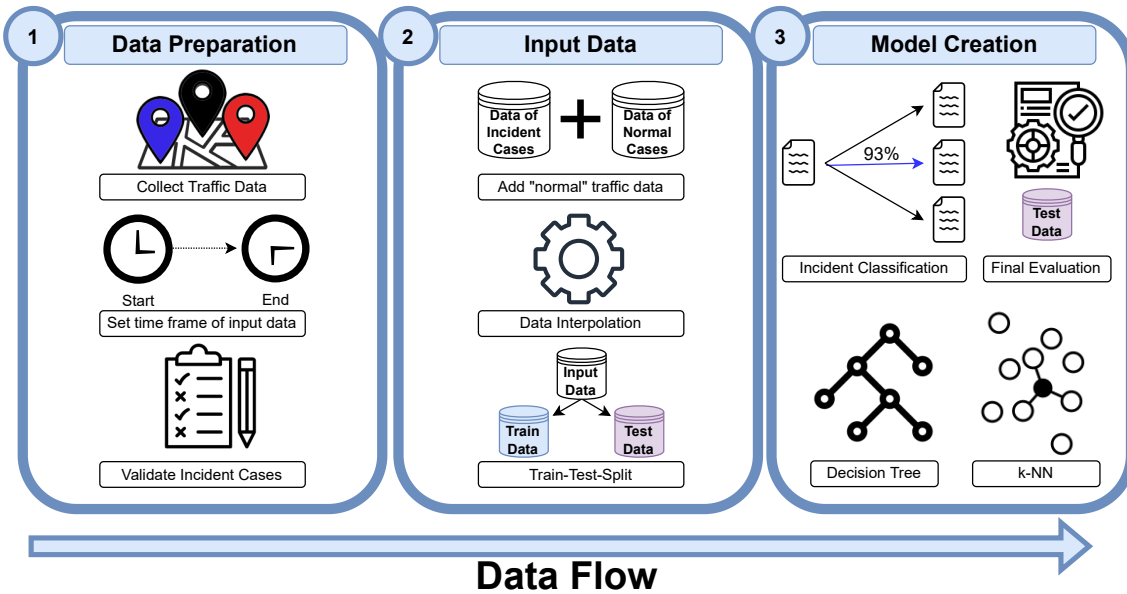 1
Data Preparation
Collect Traffic Data
Start
End
Set time frame of input data
Validate Incident Cases
2
Input Data
Data of
Incident
Cases
Data of
Normal
Cases
Add "normal" traffic data
Data Interpolation
Input
Data
Train
Data
Test
Data
Train-Test-Split
3
Model Creation
93%
Incident Classification
Test
Data
Final Evaluation
Decision Tree
k-NN
Data Flow